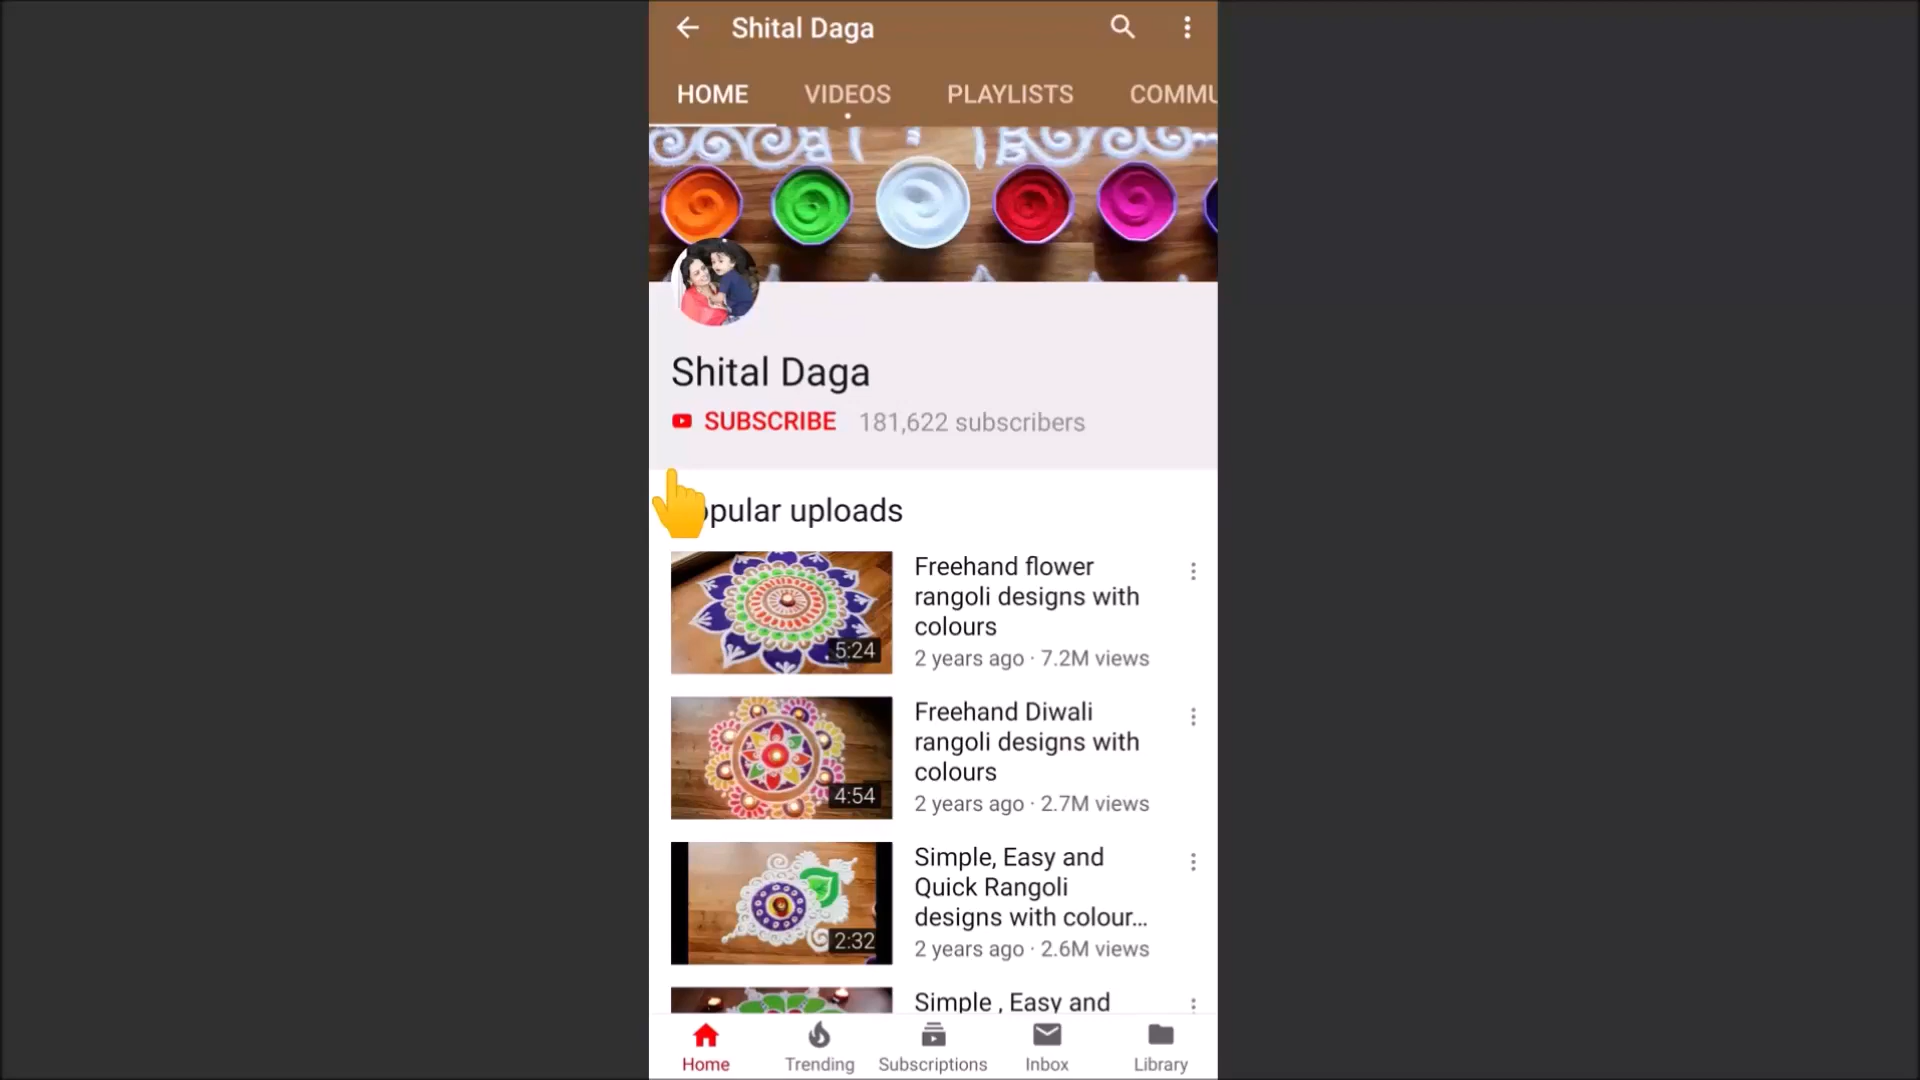 Shital Daga
HOME VIDEOS PLAYLISTS COMMU
Shital Daga
SUBSCRIBE 181,622 subscribers
opular uploads
Freehand flower
rangoli designs with
colours
2 years ago · 7.2M views
5:24
Freehand Diwali
rangoli designs with
colours
2 years ago · 2.7M views
4:54
Simple, Easy and
Quick Rangoli
designs with colour...
2 years ago · 2.6M views
2:32
Simple , Easy and
Home Trending Subscriptions Inbox Library